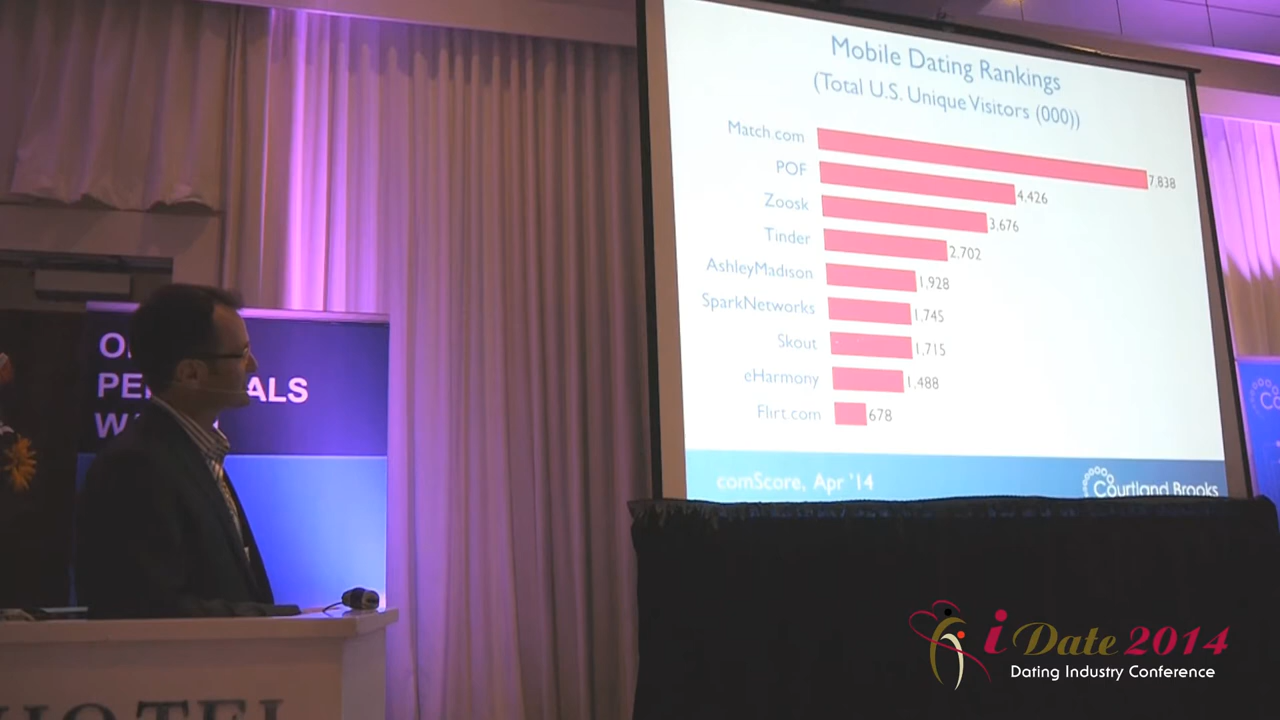 Mobile Dating Rankings
(Total U.S. Unique Visitors (000))
Match.com 7,838
POF 4,426
Zoosk 3,676
Tinder 2,702
AshleyMadison 1,928
SparkNetworks 1,745
Skout 1,715
eHarmony 1,488
Flirt.com 678
comScore, Apr '14
Courtland Brooks
HOTEL
iDate 2014
Dating Industry Conference